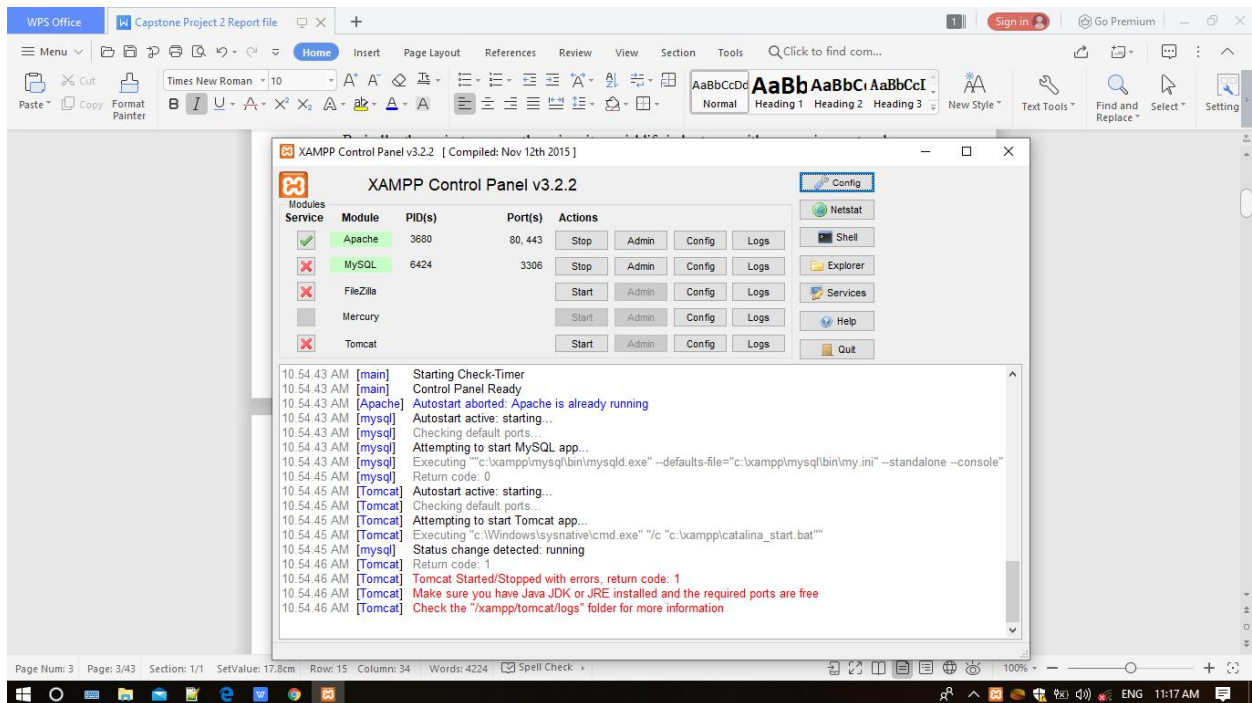 WPS Office Capstone Project 2 Report file 1 Sign in Go Premium
Menu Home Insert Page Layout References Review View Section Tools Click to find com...
Paste Cut Copy Format Painter Times New Roman 10 AaBbCcDd AaBb AaBbC AaBbCcI
Normal Heading 1 Heading 2 Heading 3 New Style Text Tools Find and Replace Select Setting
XAMPP Control Panel v3.2.2 [ Compiled: Nov 12th 2015 ]
XAMPP Control Panel v3.2.2 Config
Modules
Service Module PID(s) Port(s) Actions Netstat
Apache 3680 80, 443 Stop Admin Config Logs Shell
MySQL 6424 3306 Stop Admin Config Logs Explorer
FileZilla Start Admin Config Logs Services
Mercury Start Admin Config Logs Help
Tomcat Start Admin Config Logs Quit
10.54.43 AM [main] Starting Check-Timer
10.54.43 AM [main] Control Panel Ready
10.54.43 AM [Apache] Autostart aborted: Apache is already running
10.54.43 AM [mysql] Autostart active: starting...
10.54.43 AM [mysql] Checking default ports...
10.54.43 AM [mysql] Attempting to start MySQL app...
10.54.43 AM [mysql] Executing ""c:\xampp\mysql\bin\mysqld.exe" --defaults-file="c:\xampp\mysql\bin\my.ini" --standalone --console"
10.54.45 AM [mysql] Return code: 0
10.54.45 AM [Tomcat] Autostart active: starting...
10.54.45 AM [Tomcat] Checking default ports...
10.54.45 AM [Tomcat] Attempting to start Tomcat app...
10.54.45 AM [Tomcat] Executing "c:\Windows\sysnative\cmd.exe" "/c "c:\xampp\catalina_start.bat""
10.54.45 AM [mysql] Status change detected: running
10.54.46 AM [Tomcat] Return code: 1
10.54.46 AM [Tomcat] Tomcat Started/Stopped with errors, return code: 1
10.54.46 AM [Tomcat] Make sure you have Java JDK or JRE installed and the required ports are free
10.54.46 AM [Tomcat] Check the "/xampp/tomcat/logs" folder for more information
Page Num: 3 Page: 3/43 Section: 1/1 SetValue: 17.8cm Row: 15 Column: 34 Words: 4224 Spell Check 100%
ENG 11:17 AM